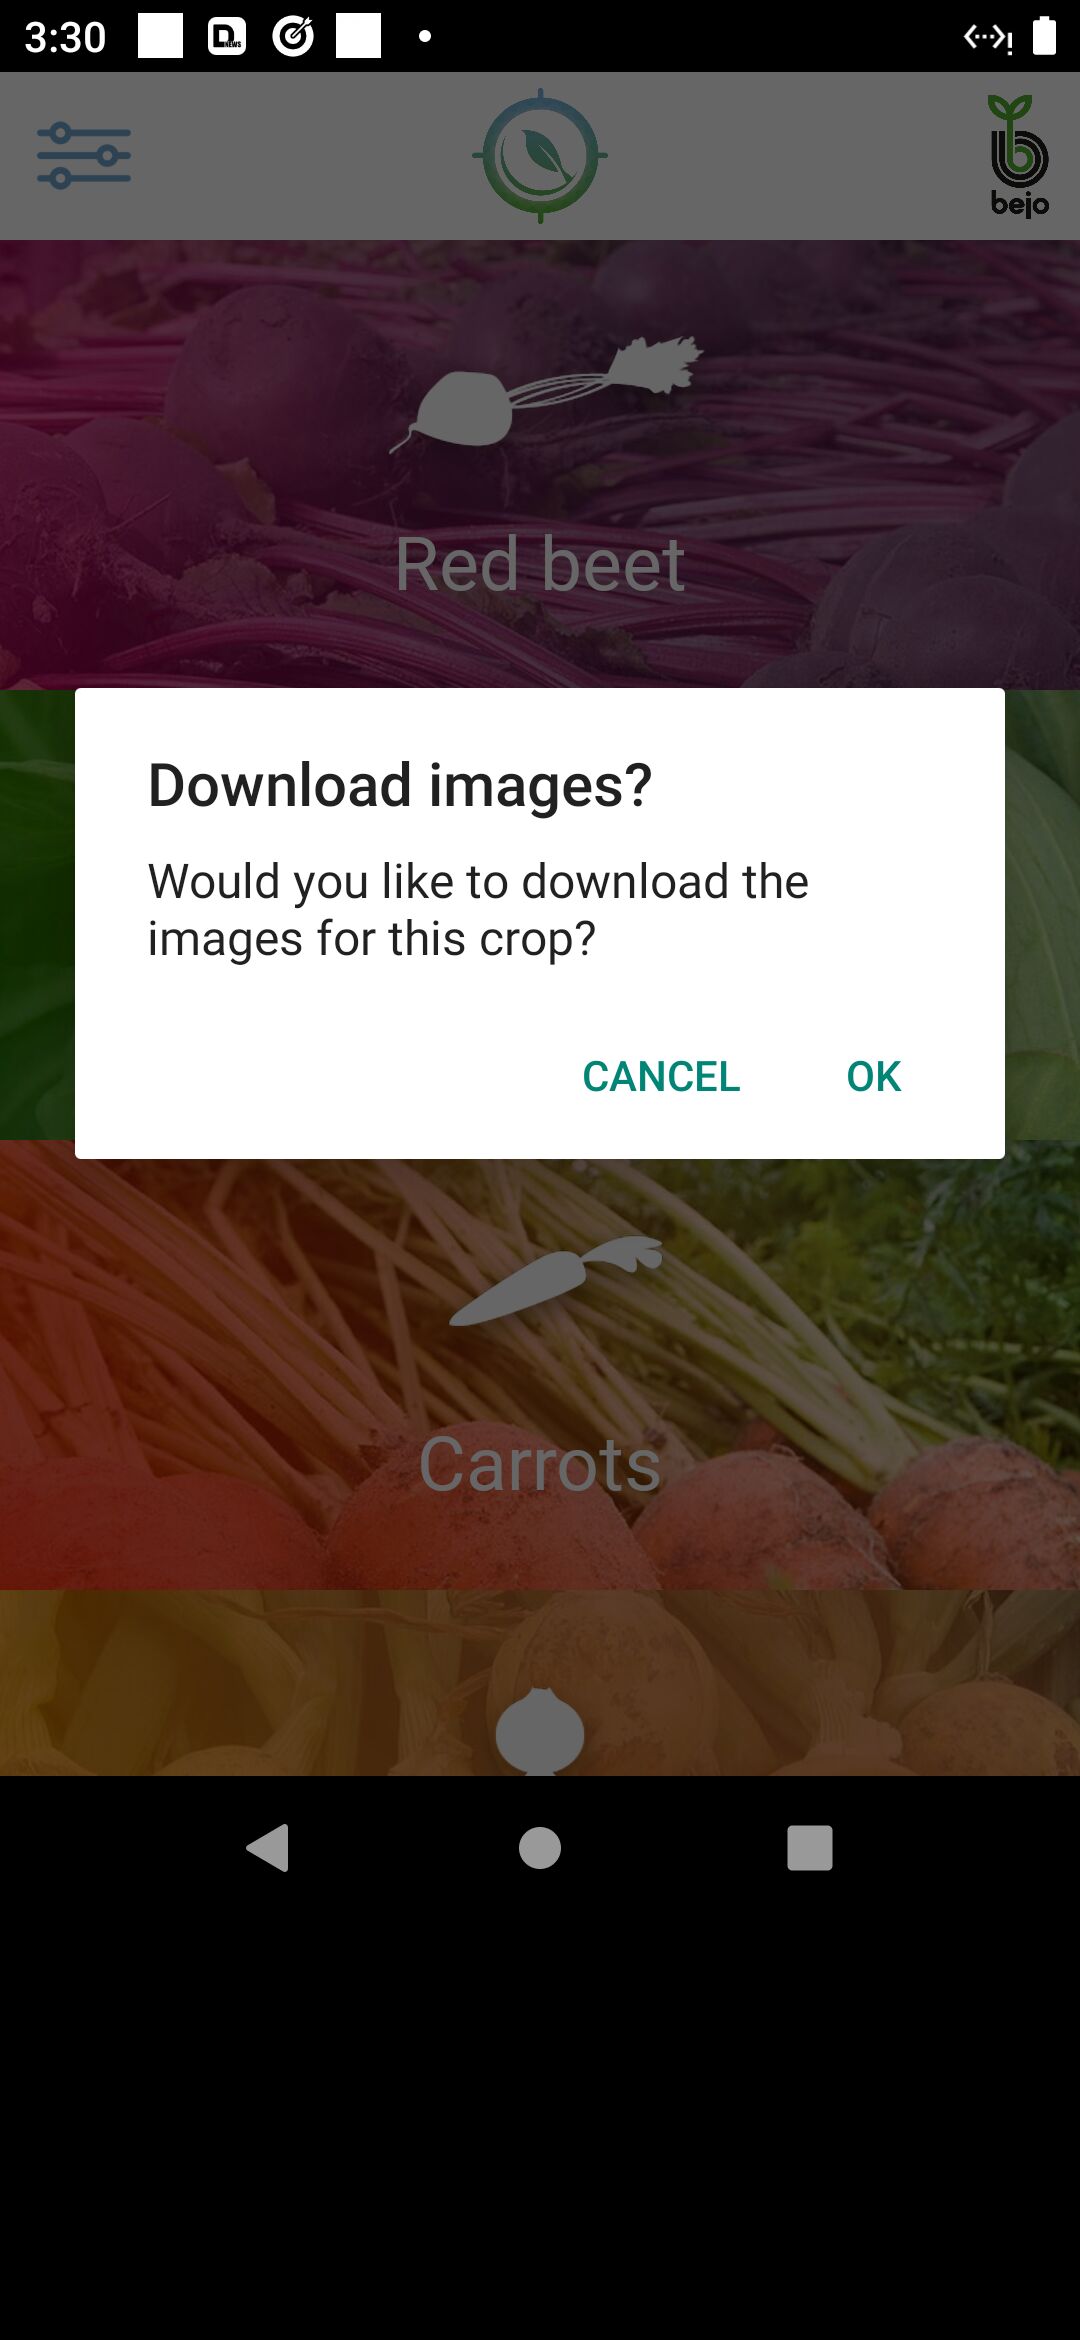 3:30
D NEWS
bejo
Red beet
Download images?
Would you like to download the
images for this crop?
CANCEL
OK
Carrots